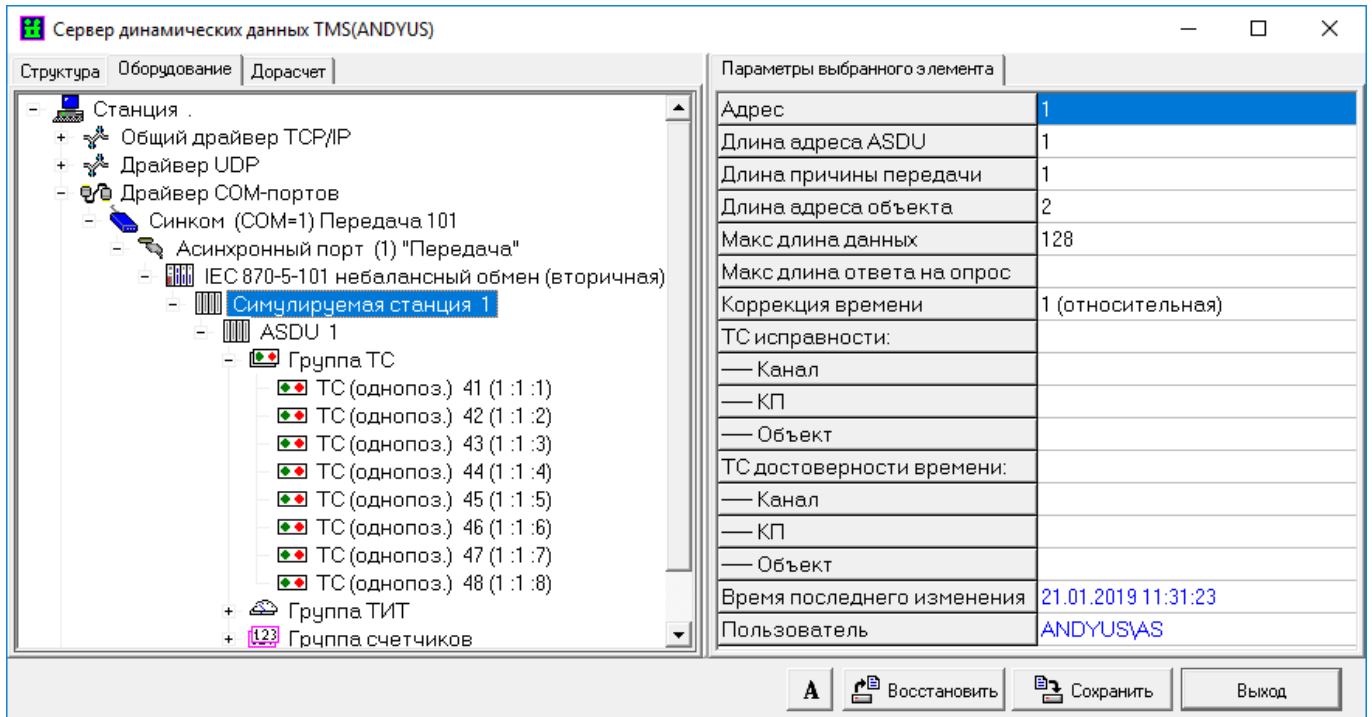 Сервер динамических данных TMS(ANDYUS)
Структура Оборудование Дорасчет
Станция .
Общий драйвер TCP/IP
Драйвер UDP
Драйвер COM-портов
Синком (COM=1) Передача 101
Асинхронный порт (1) "Передача"
IEC 870-5-101 небалансный обмен (вторичная)
Симулируемая станция 1
ASDU 1
Группа ТС
ТС (однопоз.) 41 (1 :1 :1)
ТС (однопоз.) 42 (1 :1 :2)
ТС (однопоз.) 43 (1 :1 :3)
ТС (однопоз.) 44 (1 :1 :4)
ТС (однопоз.) 45 (1 :1 :5)
ТС (однопоз.) 46 (1 :1 :6)
ТС (однопоз.) 47 (1 :1 :7)
ТС (однопоз.) 48 (1 :1 :8)
Группа ТИТ
123 Группа счетчиков
Параметры выбранного элемента
Адрес 1
Длина адреса ASDU 1
Длина причины передачи 1
Длина адреса объекта 2
Макс длина данных 128
Макс длина ответа на опрос
Коррекция времени 1 (относительная)
ТС исправности:
── Канал
── КП
── Объект
ТС достоверности времени:
── Канал
── КП
── Объект
Время последнего изменения 21.01.2019 11:31:23
Пользователь ANDYUS\AS
A Восстановить Сохранить Выход